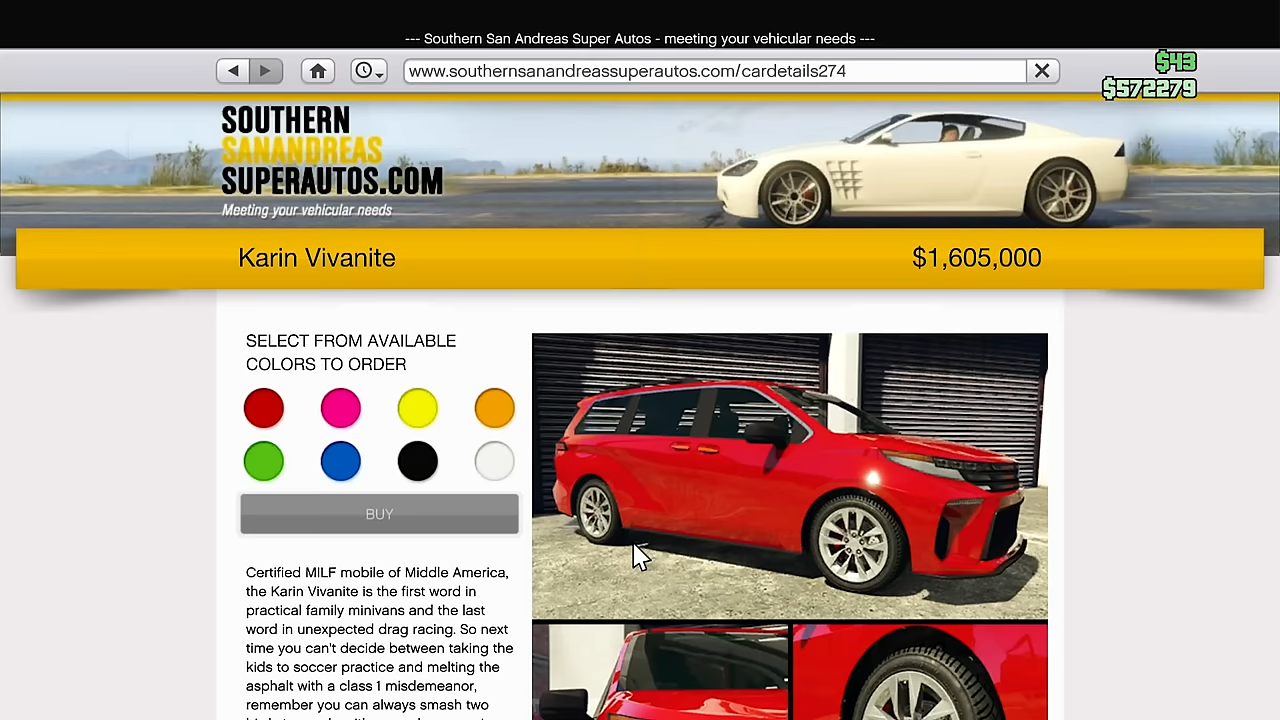 --- Southern San Andreas Super Autos - meeting your vehicular needs ---
www.southernsanandreassuperautos.com/cardetails274
$43
$572279
SOUTHERN
SANANDREAS
SUPERAUTOS.COM
Meeting your vehicular needs
Karin Vivanite
$1,605,000
SELECT FROM AVAILABLE
COLORS TO ORDER
BUY
Certified MILF mobile of Middle America,
the Karin Vivanite is the first word in
practical family minivans and the last
word in unexpected drag racing. So next
time you can't decide between taking the
kids to soccer practice and melting the
asphalt with a class 1 misdemeanor,
remember you can always smash two